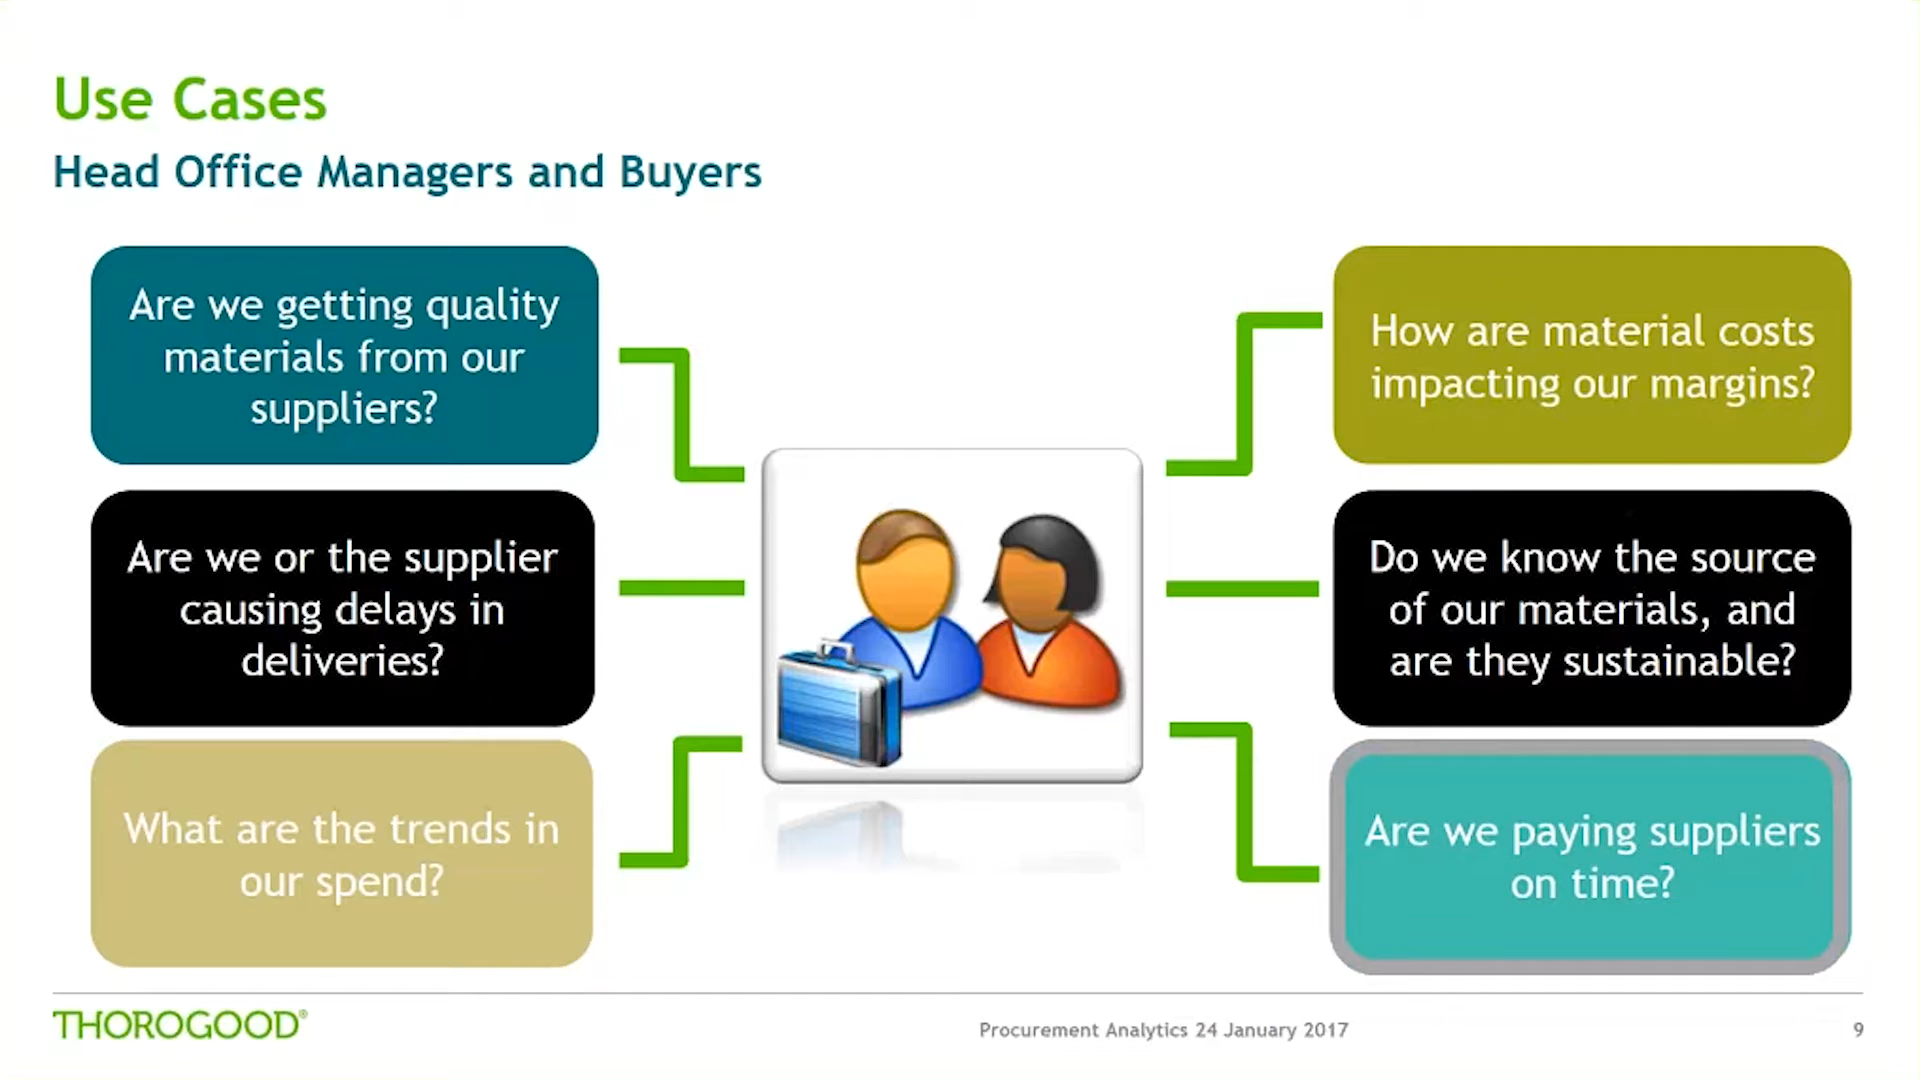 Use Cases
Head Office Managers and Buyers
Are we getting quality
materials from our
suppliers?
Are we or the supplier
causing delays in
deliveries?
What are the trends in
our spend?
How are material costs
impacting our margins?
Do we know the source
of our materials, and
are they sustainable?
Are we paying suppliers
on time?
THOROGOOD®
Procurement Analytics 24 January 2017
9